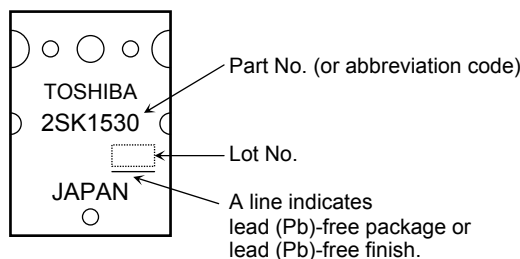 TOSHIBA
2SK1530
JAPAN
Part No. (or abbreviation code)
Lot No.
A line indicates
lead (Pb)-free package or
lead (Pb)-free finish.